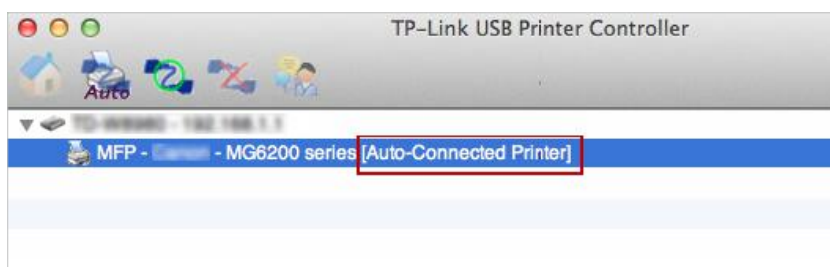 TP-Link USB Printer Controller
Auto
MFP - - MG6200 series [Auto-Connected Printer]